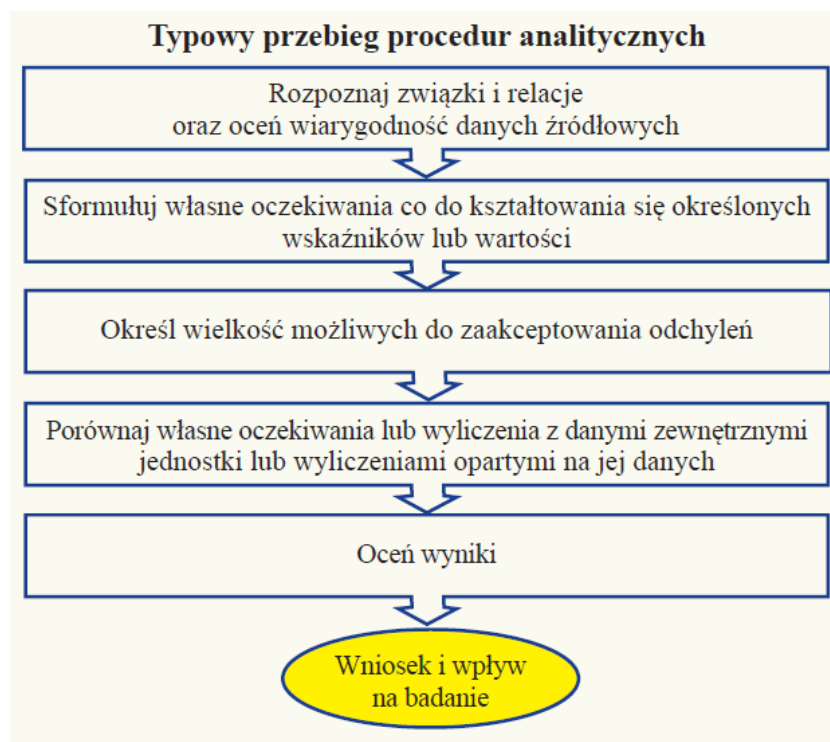 Typowy przebieg procedur analitycznych
Rozpoznaj związki i relacje
oraz oceń wiarygodność danych źródłowych
Sformułuj własne oczekiwania co do kształtowania się określonych
wskaźników lub wartości
Określ wielkość możliwych do zaakceptowania odchyleń
Porównaj własne oczekiwania lub wyliczenia z danymi zewnętrznymi
jednostki lub wyliczeniami opartymi na jej danych
Oceń wyniki
Wniosek i wpływ
na badanie